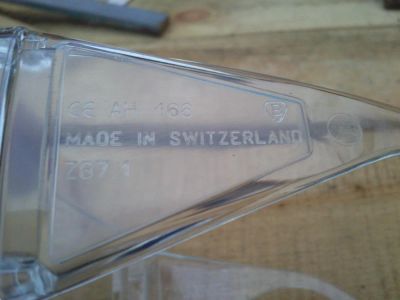 CE AH 166
MADE IN SWITZERLAND
Z87 1